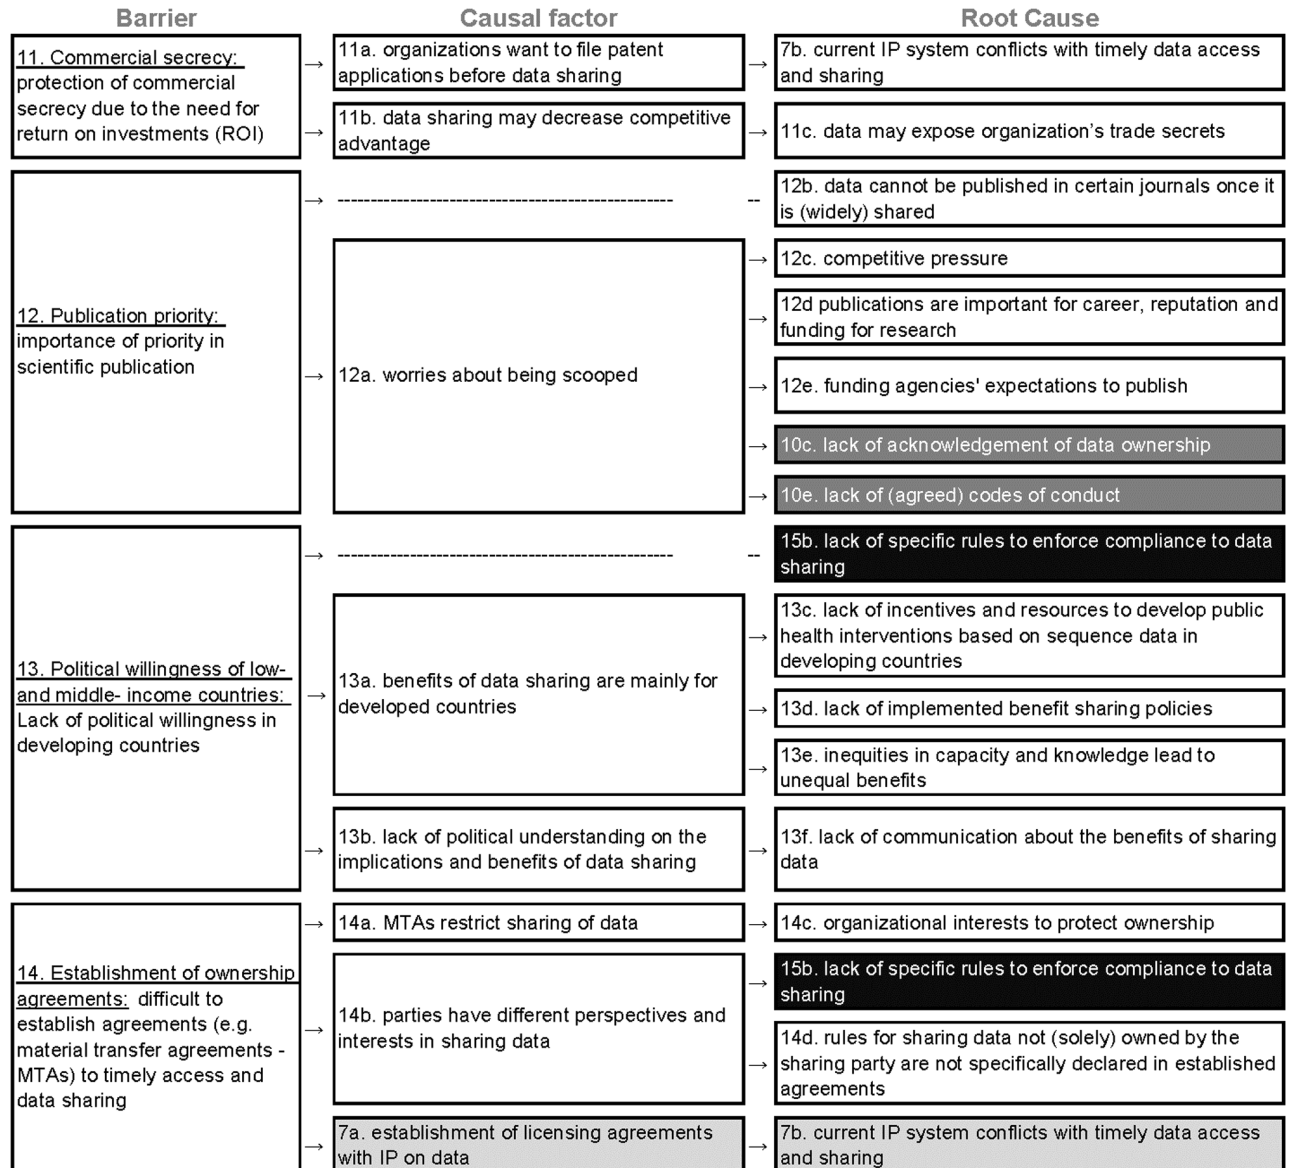 Barrier
Causal factor
Root Cause
11. Commercial secrecy:
protection of commercial
secrecy due to the need for
return on investments (ROI)
→
11a. organizations want to file patent
applications before data sharing
→
7b. current IP system conflicts with timely data access
and sharing
→
11b. data sharing may decrease competitive
advantage
→
11c. data may expose organization's trade secrets
12. Publication priority:
importance of priority in
scientific publication
→
12b. data cannot be published in certain journals once it
is (widely) shared
→
12a. worries about being scooped
→
12c. competitive pressure
→
12d publications are important for career, reputation and
funding for research
→
12e. funding agencies' expectations to publish
→
10c. lack of acknowledgement of data ownership
→
10e. lack of (agreed) codes of conduct
13. Political willingness of low-
and middle- income countries:
Lack of political willingness in
developing countries
→
15b. lack of specific rules to enforce compliance to data
sharing
→
13a. benefits of data sharing are mainly for
developed countries
→
13c. lack of incentives and resources to develop public
health interventions based on sequence data in
developing countries
→
13d. lack of implemented benefit sharing policies
→
13e. inequities in capacity and knowledge lead to
unequal benefits
→
13b. lack of political understanding on the
implications and benefits of data sharing
→
13f. lack of communication about the benefits of sharing
data
14. Establishment of ownership
agreements: difficult to
establish agreements (e.g.
material transfer agreements -
MTAs) to timely access and
data sharing
→
14a. MTAs restrict sharing of data
→
14c. organizational interests to protect ownership
→
14b. parties have different perspectives and
interests in sharing data
→
15b. lack of specific rules to enforce compliance to data
sharing
→
14d. rules for sharing data not (solely) owned by the
sharing party are not specifically declared in established
agreements
→
7a. establishment of licensing agreements
with IP on data
→
7b. current IP system conflicts with timely data access
and sharing